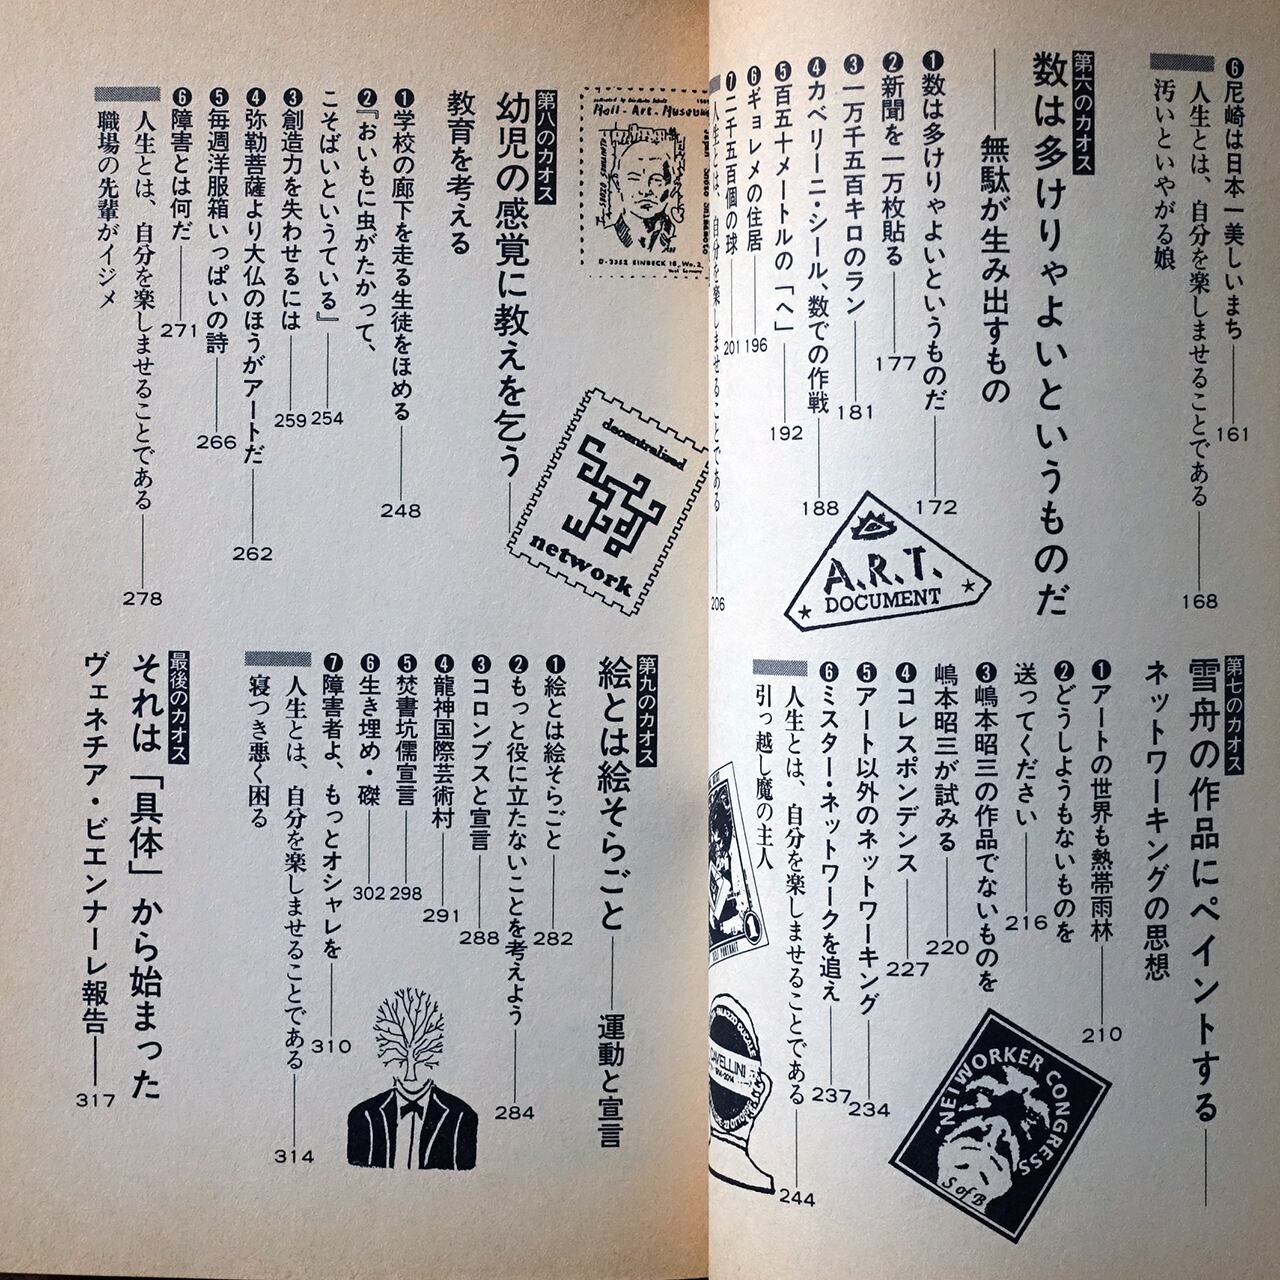 ❻尼崎は日本一美しいまち──161
人生とは、自分を楽しませることである──168
汚いといやがる娘
第六のカオス
数は多けりゃよいというものだ
──無駄が生み出すもの
❶数は多けりゃよいというものだ──172
❷新聞を一万枚貼る──177
❸一万千五百キロのラン──181
❹カベリーニ・シール、数での作戦──188
❺百五十メートルの「へ」──192
❻ギョレメの住居──196
❼二千五百個の球──201
人生とは、自分を楽しませることである──206
第七のカオス
雪舟の作品にペイントする──
ネットワーキングの思想
❶アートの世界も熱帯雨林──210
❷どうしようもないものを
送ってください──216
❸嶋本昭三の作品でないものを
嶋本昭三が試みる──220
❹コレスポンデンス──227
❺アート以外のネットワーキング──234
❻ミスター・ネットワークを追え──237
人生とは、自分を楽しませることである──244
引っ越し魔の主人
A.R.T.
DOCUMENT
NETWORKER CONGRESS
S of B
CAVELLINI
1914-2014
PALAZZO DUCALE
SELF PORTRAIT
1
Mail-Art-Museum
D-3352 EINBECK
West Germany
decentralized
network
第八のカオス
幼児の感覚に教えを乞う──
教育を考える
❶学校の廊下を走る生徒をほめる──248
❷『おいもに虫がたかって、
こそばいというている』──254
❸創造力を失わせるには──259
❹弥勒菩薩より大仏のほうがアートだ──262
❺毎週洋服箱いっぱいの詩──266
❻障害とは何だ──271
人生とは、自分を楽しませることである──278
職場の先輩がイジメ
第九のカオス
絵とは絵そらごと──運動と宣言
❶絵とは絵そらごと──282
❷もっと役に立たないことを考えよう──284
❸コロンブスと宣言──288
❹龍神国際芸術村──291
❺焚書坑儒宣言──298
❻生き埋め・磔──302
❼障害者よ、もっとオシャレを──310
人生とは、自分を楽しませることである──314
寝つき悪く困る
最後のカオス
それは「具体」から始まった
ヴェネチア・ビエンナーレ報告──317